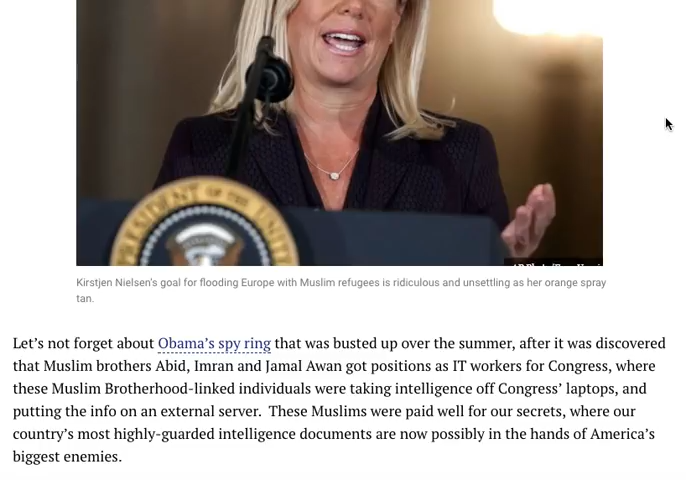 PRESIDENT OF THE UNITED
Kirstjen Nielsen's goal for flooding Europe with Muslim refugees is ridiculous and unsettling as her orange spray
tan.
Let’s not forget about Obama’s spy ring that was busted up over the summer, after it was discovered
that Muslim brothers Abid, Imran and Jamal Awan got positions as IT workers for Congress, where
these Muslim Brotherhood-linked individuals were taking intelligence off Congress’ laptops, and
putting the info on an external server.  These Muslims were paid well for our secrets, where our
country’s most highly-guarded intelligence documents are now possibly in the hands of America’s
biggest enemies.